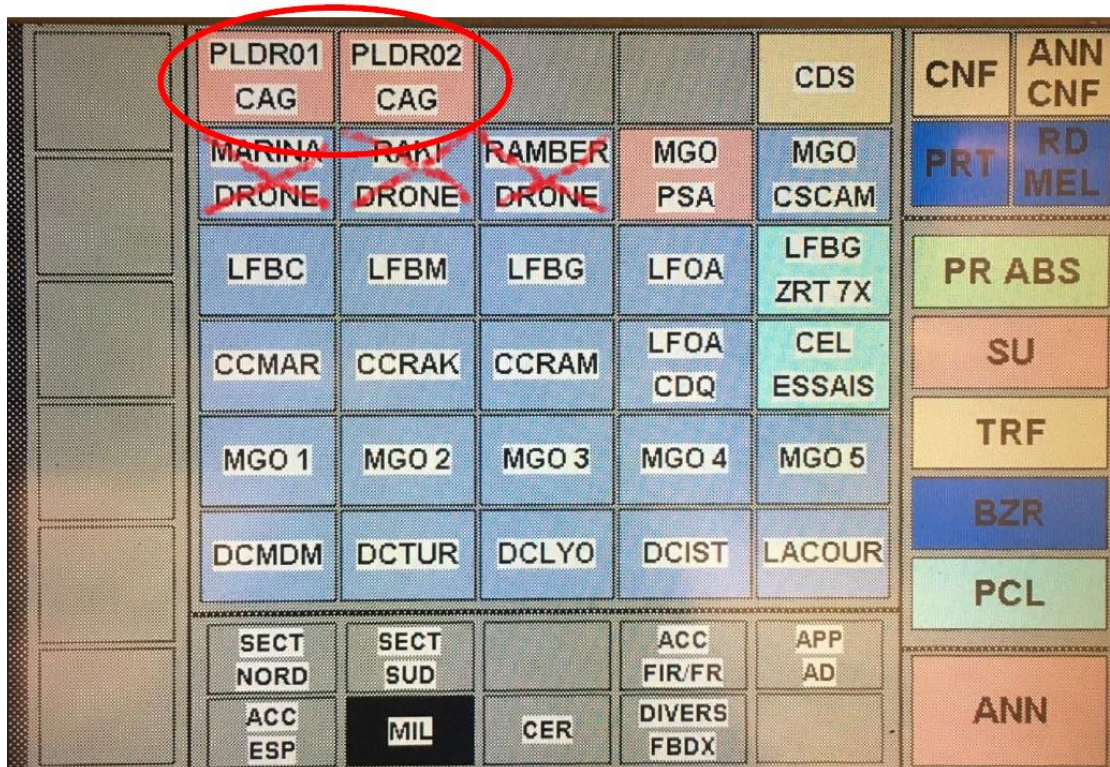 PLDR01 PLDR02 CDS CNF ANN
CAG CAG CNF
MARINA RAKI RAMBER MGO MGO PRT RD
DRONE DRONE DRONE PSA CSCAM MEL
LFBC LFBM LFBG LFOA LFBG PR ABS
ZRT 7X
CCMAR CCRAK CCRAM LFOA CEL SU
CDQ ESSAIS
MGO 1 MGO 2 MGO 3 MGO 4 MGO 5 TRF
BZR
DCMDM DCTUR DCLYO DCIST LACOUR PCL
SECT SECT ACC APP
NORD SUD FIR/FR AD
ACC MIL CER DIVERS ANN
ESP FBDX